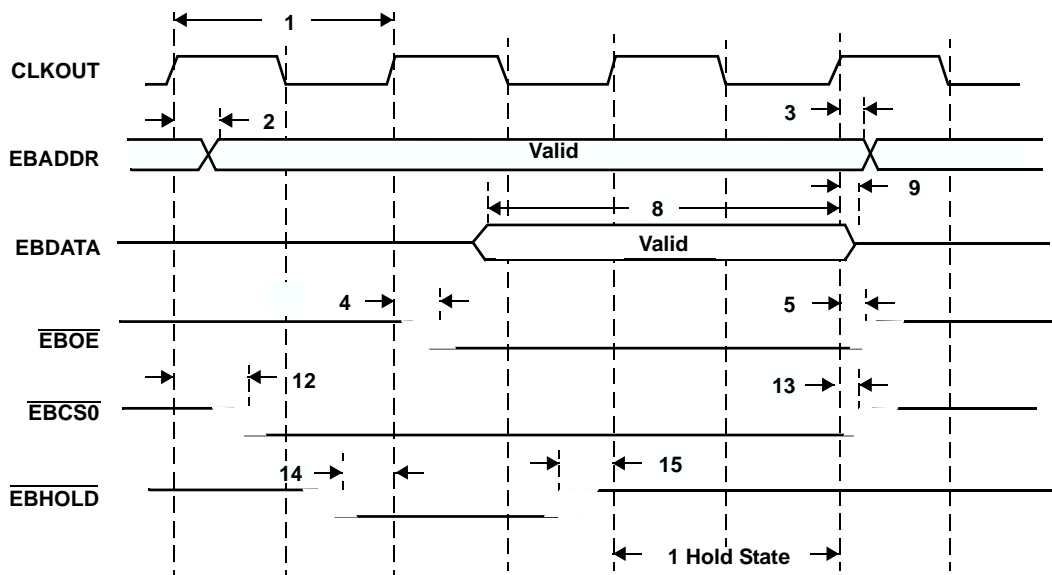 1
CLKOUT
2
3
EBADDR
Valid
9
8
EBDATA
Valid
4
5
EBOE
12
13
EBCS0
14
15
EBHOLD
1 Hold State